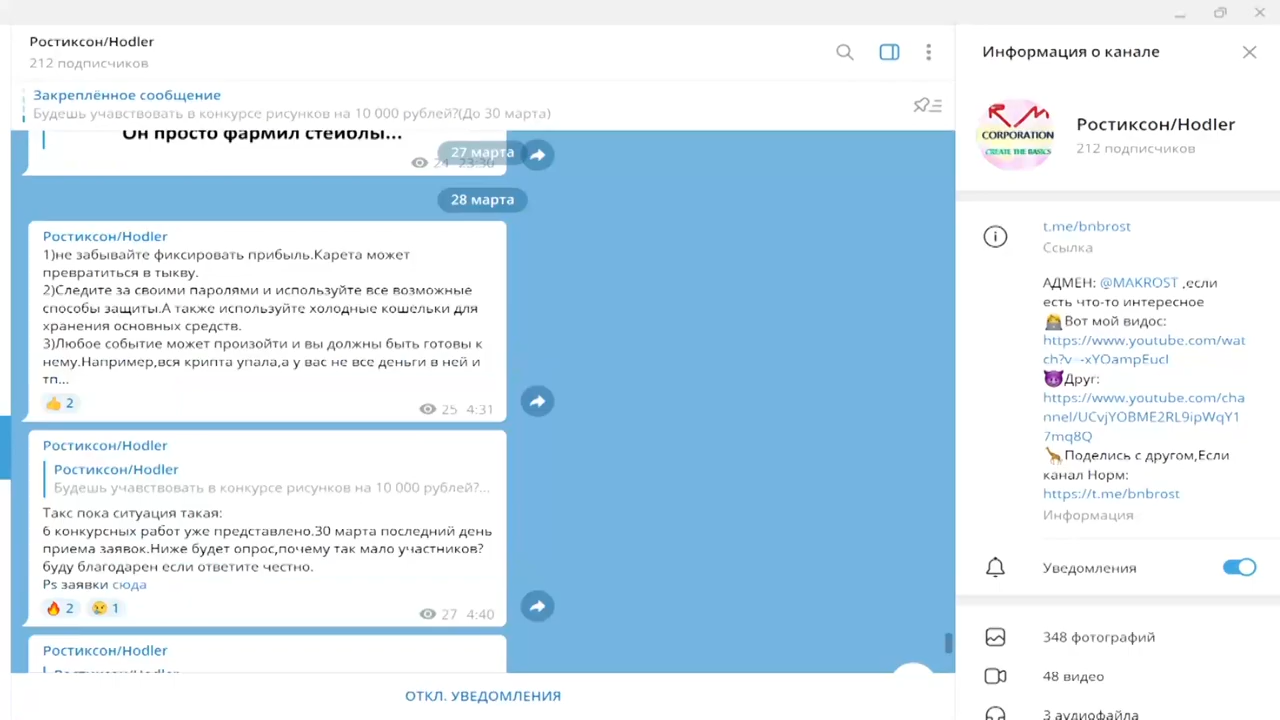 Ростиксон/Hodler
212 подписчиков
Закреплённое сообщение
Будешь учавствовать в конкурсе рисунков на 10 000 рублей?(До 30 марта)
Он просто фармил стейблы...
27 марта
28 марта
Ростиксон/Hodler
1)не забывайте фиксировать прибыль.Карета может
превратиться в тыкву.
2)Следите за своими паролями и используйте все возможные
способы защиты.А также используйте холодные кошельки для
хранения основных средств.
3)Любое событие может произойти и вы должны быть готовы к
нему.Например,вся крипта упала,а у вас не все деньги в ней и
тп...
👍 2
25 4:31
Ростиксон/Hodler
Ростиксон/Hodler
Будешь учавствовать в конкурсе рисунков на 10 000 рублей?...
Такс пока ситуация такая:
6 конкурсных работ уже представлено.30 марта последний день
приема заявок.Ниже будет опрос,почему так мало участников?
буду благодарен если ответите честно.
Ps заявки сюда
🔥 2 😢 1
27 4:40
Ростиксон/Hodler
Ростиксон/Hodler
ОТКЛ. УВЕДОМЛЕНИЯ
Информация о канале
RM
CORPORATION
CREATE THE BASICS
Ростиксон/Hodler
212 подписчиков
t.me/bnbrost
Ссылка
АДМЕН: @MAKROST ,если
есть что-то интересное
Вот мой видос:
https://www.youtube.com/wat
😈Друг:
https://www.youtube.com/cha
nnel/UCvjYOBME2RL9ipWqY1
7mq8Q
🦒Поделись с другом,Если
канал Норм:
https://t.me/bnbrost
Информация
Уведомления
348 фотографий
48 видео
3 аудиофайла